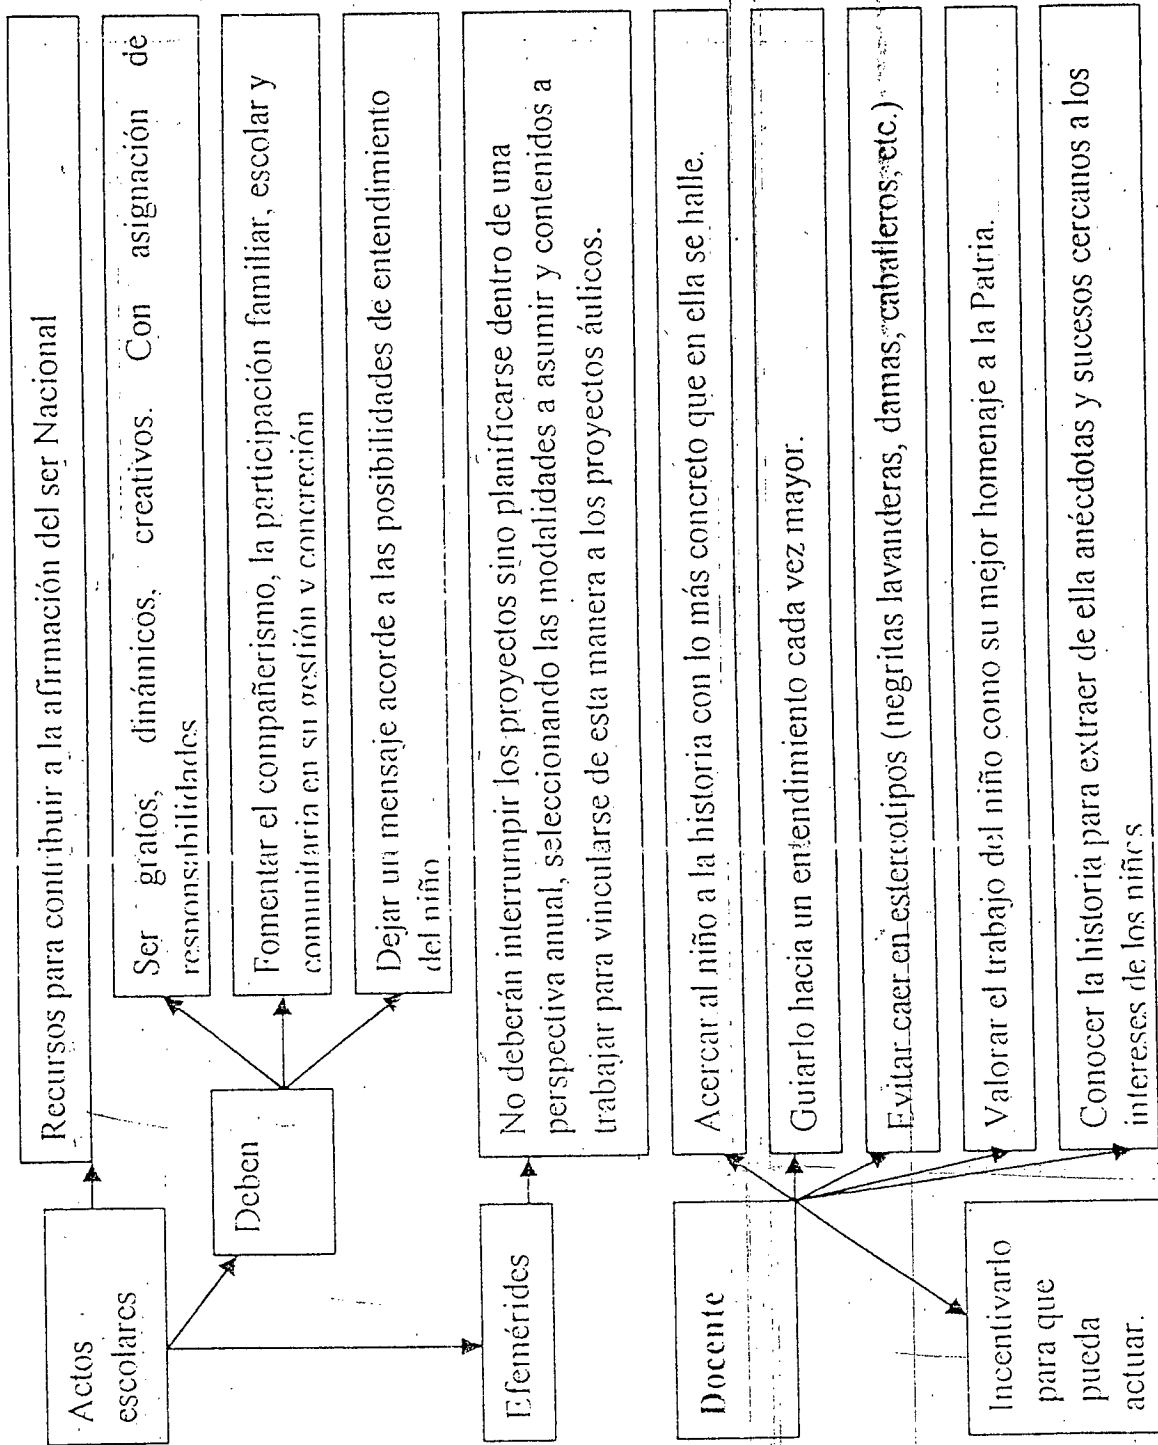 Actos
escolares
Recursos para contribuir a la afirmación del ser Nacional
Deben
Ser gratos, dinámicos, creativos. Con asignación de
responsabilidades
Fomentar el compañerismo, la participación familiar, escolar y
comunitaria en su gestión y concreción
Dejar un mensaje acorde a las posibilidades de entendimiento
del niño
Efemérides
No deberán interrumpir los proyectos sino planificarse dentro de una
perspectiva anual, seleccionando las modalidades a asumir y contenidos a
trabajar para vincularse de esta manera a los proyectos áulicos.
Docente
Acercar al niño a la historia con lo más concreto que en ella se halle.
Guiarlo hacia un entendimiento cada vez mayor.
Evitar caer en estereotipos (negritas lavanderas, damas, caballeros, etc.)
Valorar el trabajo del niño como su mejor homenaje a la Patria.
Conocer la historia para extraer de ella anécdotas y sucesos cercanos a los
intereses de los niños
Incentivarlo
para que
pueda
actuar.